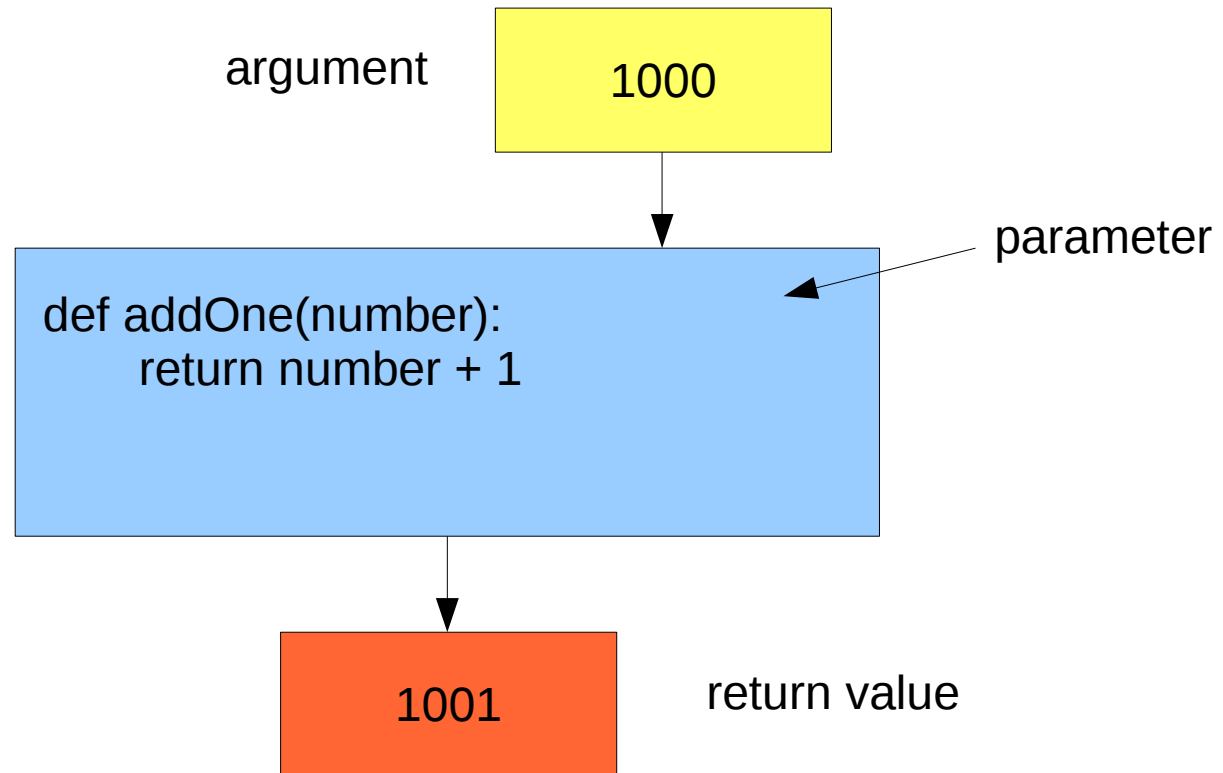 argument
1000
parameter
def addOne(number):
return number + 1
1001
return value